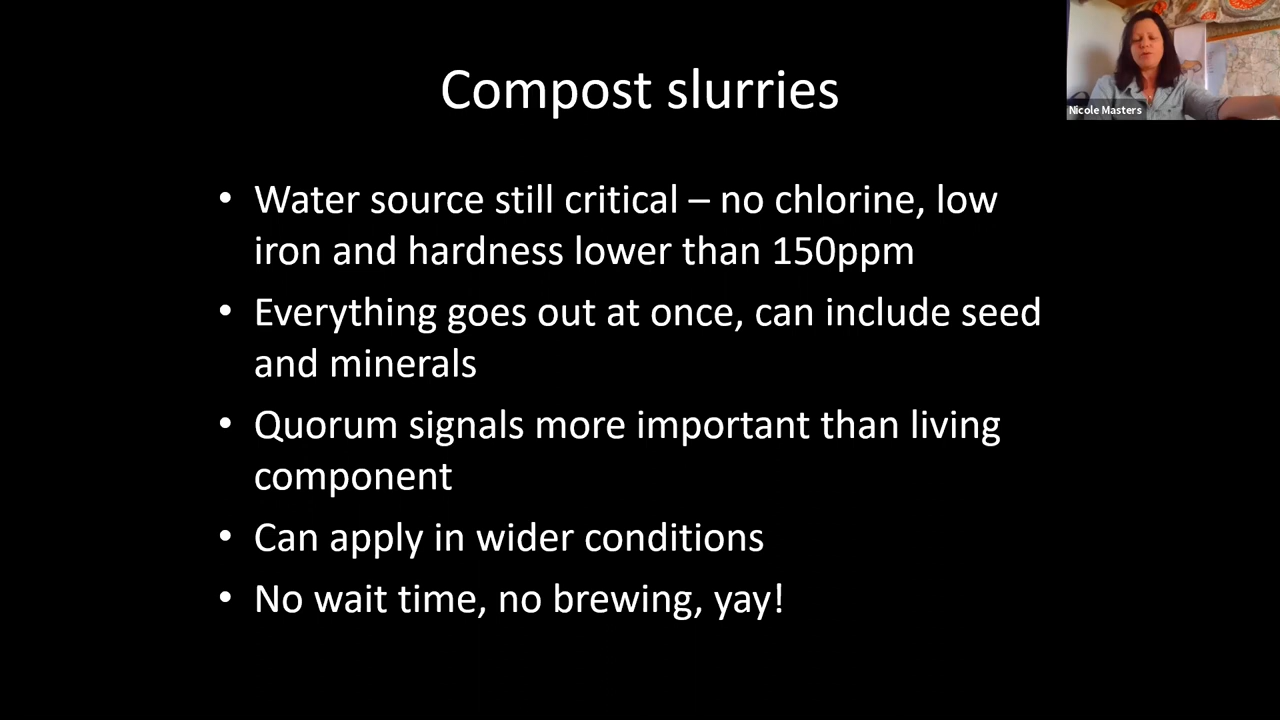 Compost slurries
Nicole Masters
• Water source still critical – no chlorine, low
iron and hardness lower than 150ppm
• Everything goes out at once, can include seed
and minerals
• Quorum signals more important than living
component
• Can apply in wider conditions
• No wait time, no brewing, yay!